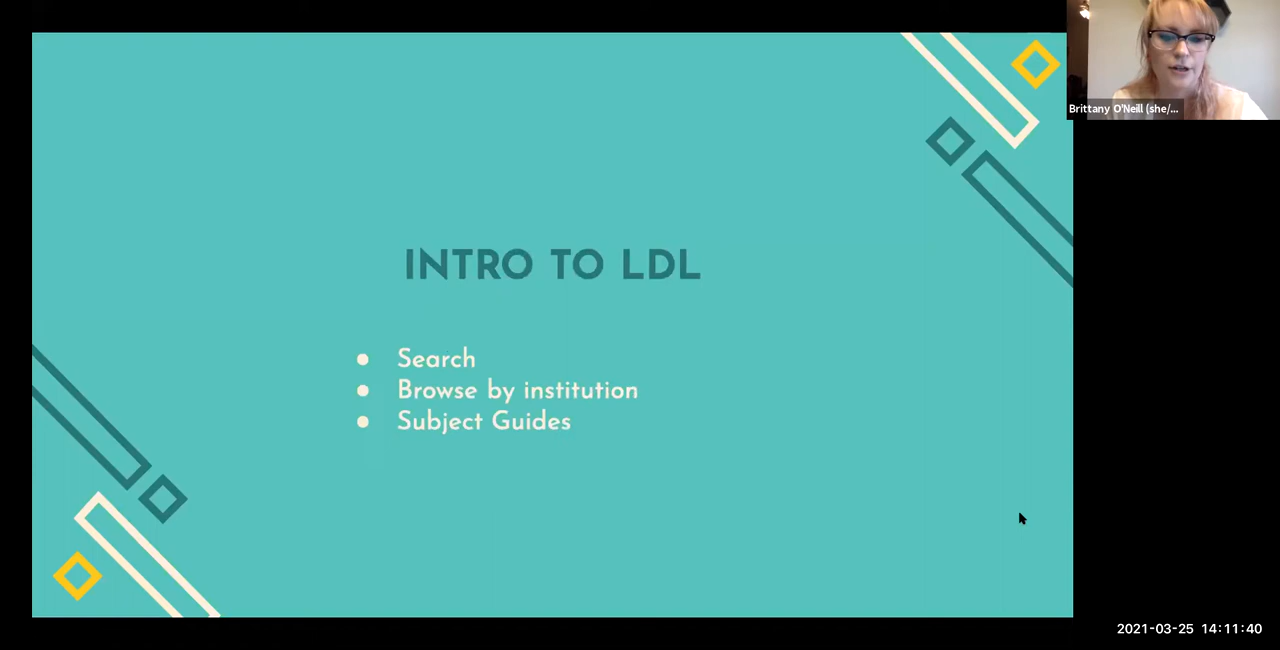 INTRO TO LDL
● Search
● Browse by institution
● Subject Guides
Brittany O'Neill (she/...
2021-03-25 14:11:40